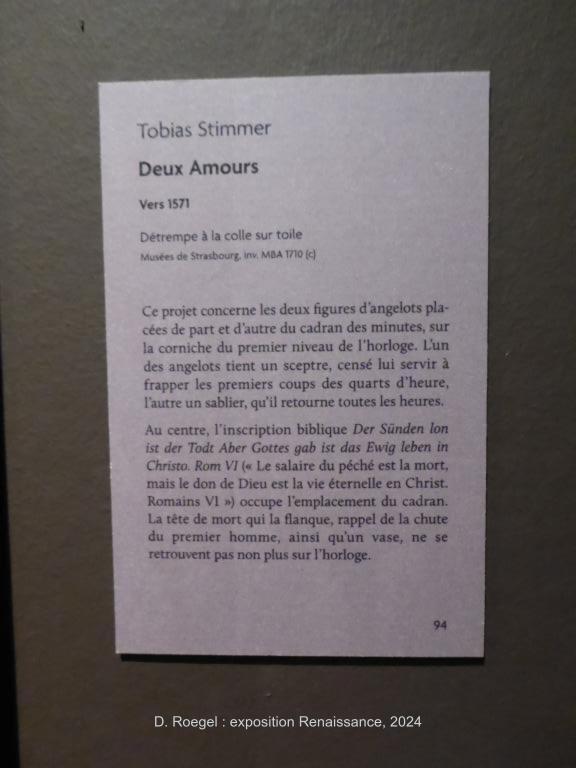 Tobias Stimmer
Deux Amours
Vers 1571
Détrempe à la colle sur toile
Musées de Strasbourg, inv. MBA 1710 (c)
Ce projet concerne les deux figures d'angelots pla-
cées de part et d'autre du cadran des minutes, sur
la corniche du premier niveau de l'horloge. L'un
des angelots tient un sceptre, censé lui servir à
frapper les premiers coups des quarts d'heure,
l'autre un sablier, qu'il retourne toutes les heures.
Au centre, l'inscription biblique Der Sünden lon
ist der Todt Aber Gottes gab ist das Ewig leben in
Christo. Rom VI (« Le salaire du péché est la mort,
mais le don de Dieu est la vie éternelle en Christ.
Romains VI ») occupe l'emplacement du cadran.
La tête de mort qui la flanque, rappel de la chute
du premier homme, ainsi qu'un vase, ne se
retrouvent pas non plus sur l'horloge.
94
D. Roegel : exposition Renaissance, 2024